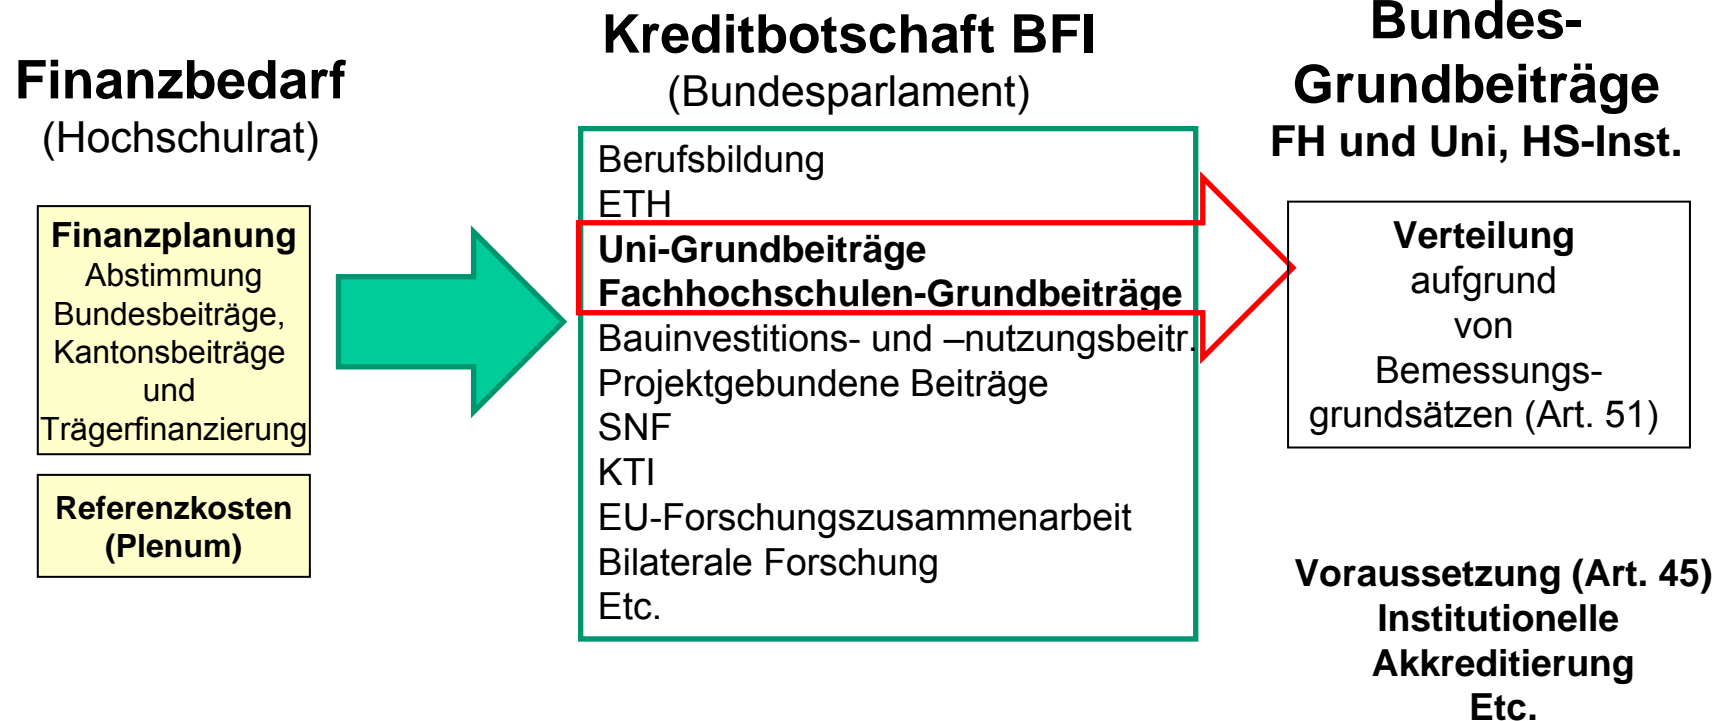 Finanzbedarf
(Hochschulrat)
Finanzplanung
Abstimmung
Bundesbeiträge,
Kantonsbeiträge
und
Trägerfinanzierung
Referenzkosten
(Plenum)
Kreditbotschaft BFI
(Bundesparlament)
Berufsbildung
ETH
Uni-Grundbeiträge
Fachhochschulen-Grundbeiträge
Bauinvestitions- und –nutzungsbeitr.
Projektgebundene Beiträge
SNF
KTI
EU-Forschungszusammenarbeit
Bilaterale Forschung
Etc.
Bundes-
Grundbeiträge
FH und Uni, HS-Inst.
Verteilung
aufgrund
von
Bemessungs-
grundsätzen (Art. 51)
Voraussetzung (Art. 45)
Institutionelle
Akkreditierung
Etc.